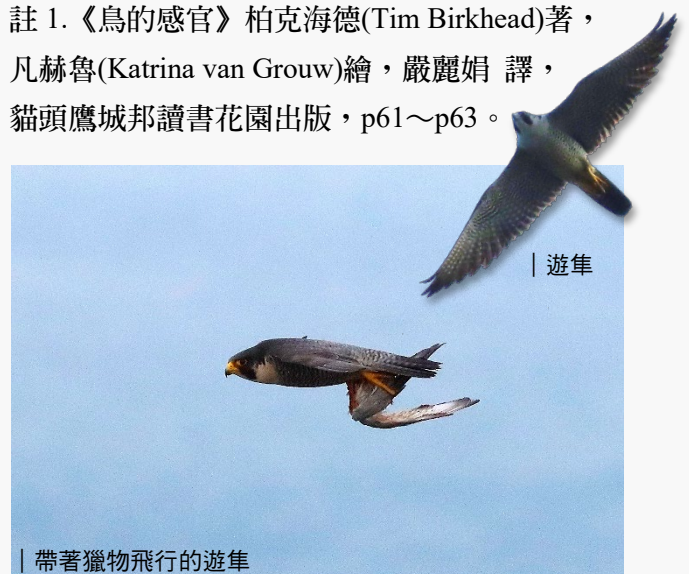 註 1.《鳥的感官》柏克海德(Tim Birkhead)著，
凡赫魯(Katrina van Grouw)繪，嚴麗娟 譯，
貓頭鷹城邦讀書花園出版，p61～p63。
｜遊隼
｜帶著獵物飛行的遊隼